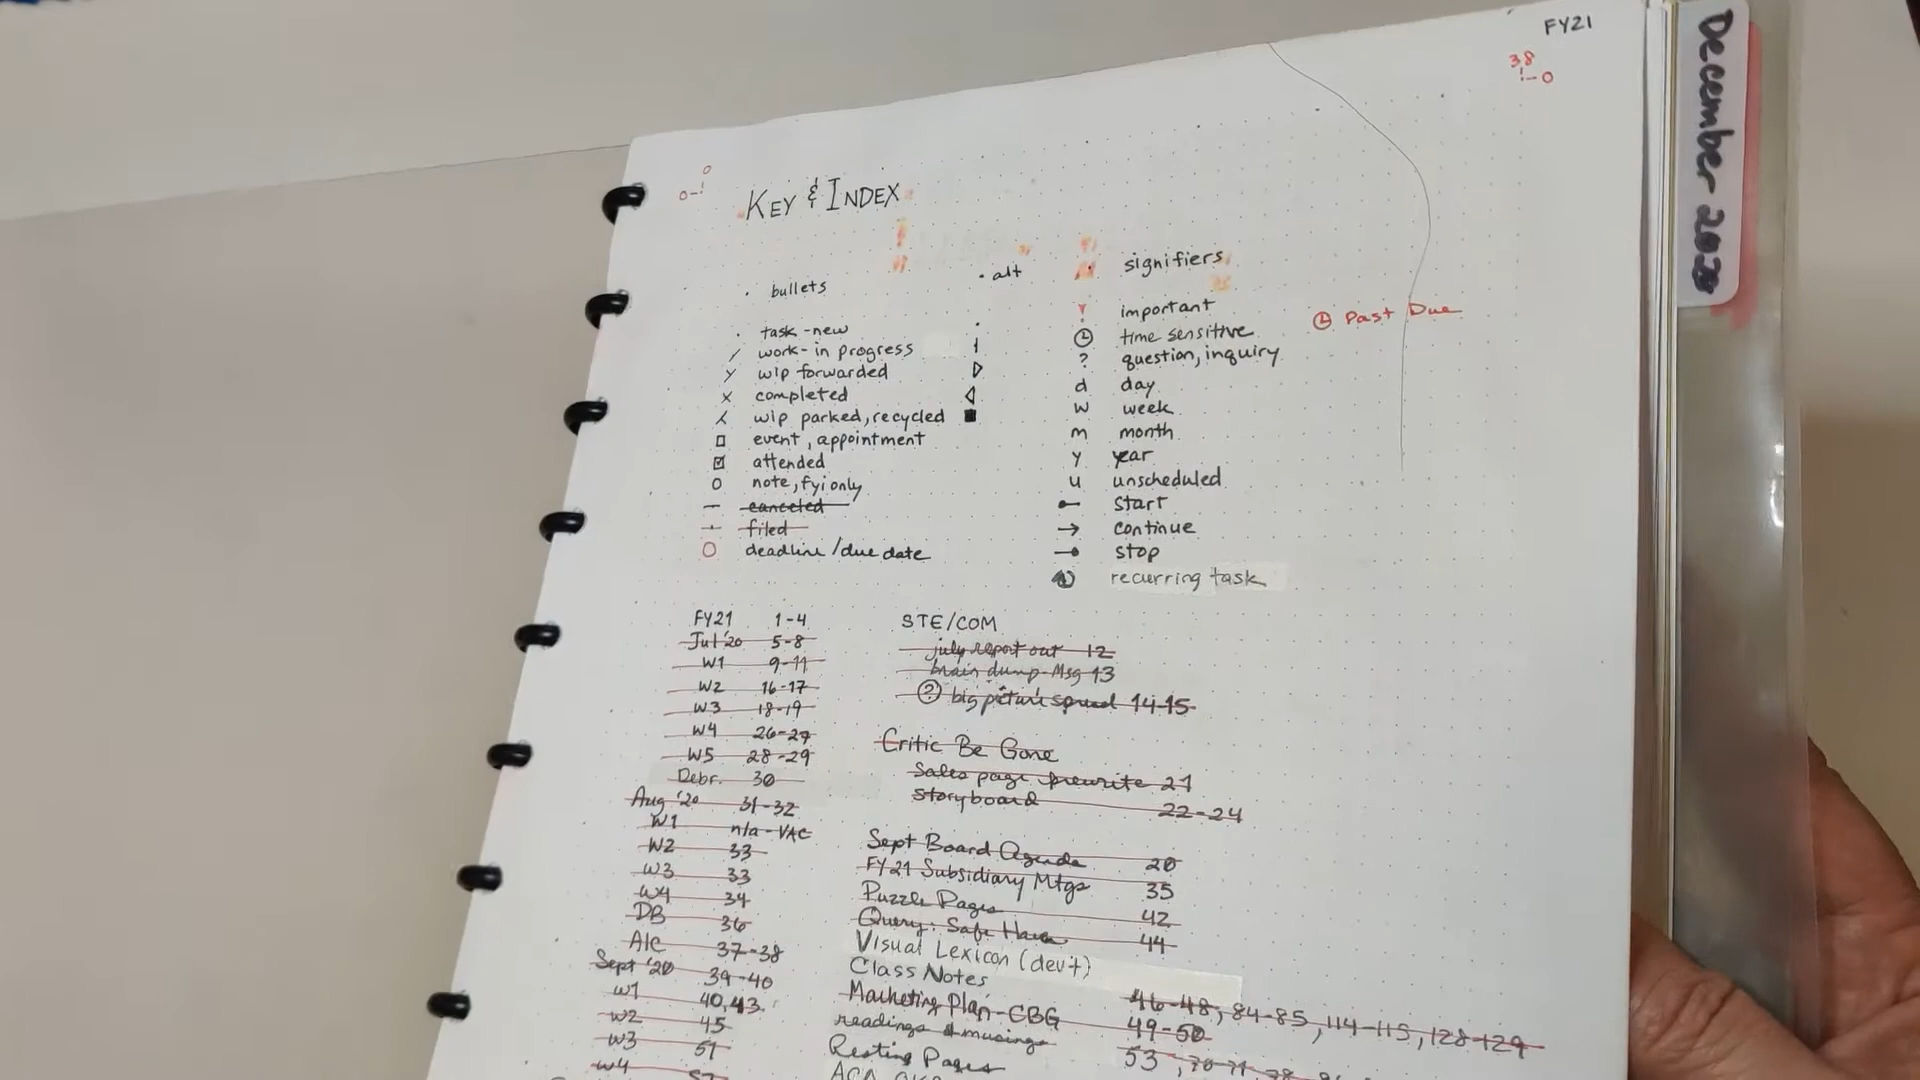 FY21
38
!-0
December 2020
0
0-!
KEY & INDEX
• bullets
• alt
signifiers
· task-new
/ work-in progress
wip forwarded
x completed
wip parked, recycled
□ event, appointment
☑ attended
o note, fyi only
— canceled
filed
O deadline/due date
! important
Past Due
time sensitive
? question, inquiry
d day
w week
m month
y year
u unscheduled
start
→ continue
stop
recurring task
FY21 1-4
Jul '20 5-8
W1 9-11
W2 16-17
W3 18-19
W4 26-27
W5 28-29
Debr. 30
Aug '20 31-32
W1 n/a-VAC
W2 33
W3 33
W4 34
DB 36
A/C 37-38
Sept '20 39-40
W1 40,43
W2 45
W3 51
W4
STE/COM
july report out 12
brain dump-Msg 13
? big picture spread 14-15
Critic Be Gone
Sales page prewrite 21
Storyboard 22-24
Sept Board Agenda 20
FY21 Subsidiary Mtgs 35
Puzzle Pages 42
Query: Safe Haven 44
Visual Lexicon (dev't)
Class Notes 46-48, 84-85, 114-115, 128-129
Marketing Plan-CBG 49-50
readings & musings 53, 70-71,
Resting Pages